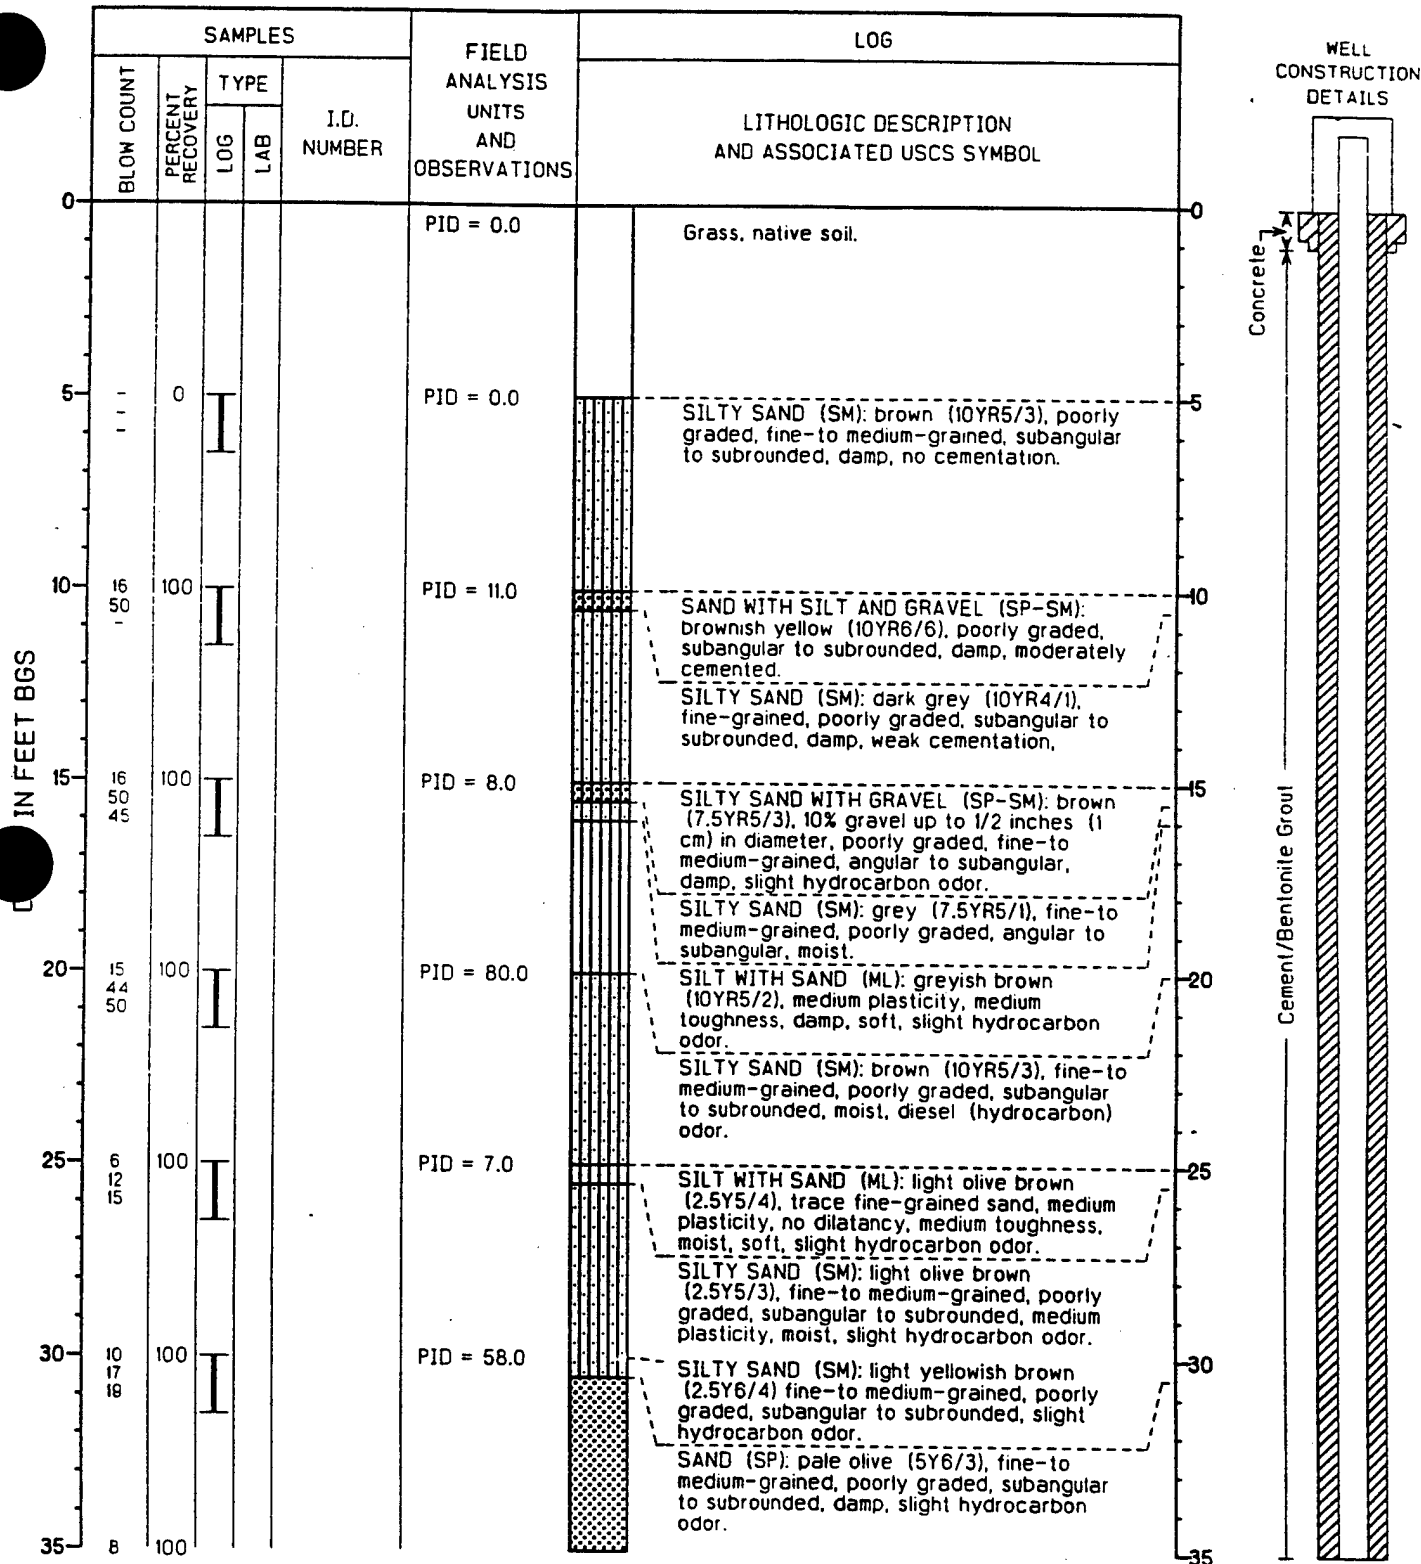 SAMPLES
FIELD
ANALYSIS
UNITS
AND
OBSERVATIONS
LOG
WELL
CONSTRUCTION
DETAILS
BLOW COUNT
PERCENT
RECOVERY
TYPE
LOG
LAB
I.D.
NUMBER
LITHOLOGIC DESCRIPTION
AND ASSOCIATED USCS SYMBOL
IN FEET BGS
0
PID = 0.0
Grass, native soil.
0
Concrete
5
-
-
-
0
PID = 0.0
5
SILTY SAND (SM): brown (10YR5/3), poorly
graded, fine-to medium-grained, subangular
to subrounded, damp, no cementation.
10
16
50
-
100
PID = 11.0
10
SAND WITH SILT AND GRAVEL (SP-SM):
brownish yellow (10YR6/6), poorly graded,
subangular to subrounded, damp, moderately
cemented.
SILTY SAND (SM): dark grey (10YR4/1),
fine-grained, poorly graded, subangular to
subrounded, damp, weak cementation,
15
16
50
45
100
PID = 8.0
15
SILTY SAND WITH GRAVEL (SP-SM): brown
(7.5YR5/3), 10% gravel up to 1/2 inches (1
cm) in diameter, poorly graded, fine-to
medium-grained, angular to subangular,
damp, slight hydrocarbon odor.
SILTY SAND (SM): grey (7.5YR5/1), fine-to
medium-grained, poorly graded, angular to
subangular, moist.
Cement/Bentonite Grout
20
15
44
50
100
PID = 80.0
20
SILT WITH SAND (ML): greyish brown
(10YR5/2), medium plasticity, medium
toughness, damp, soft, slight hydrocarbon
odor.
SILTY SAND (SM): brown (10YR5/3), fine-to
medium-grained, poorly graded, subangular
to subrounded, moist, diesel (hydrocarbon)
odor.
25
6
12
15
100
PID = 7.0
25
SILT WITH SAND (ML): light olive brown
(2.5Y5/4), trace fine-grained sand, medium
plasticity, no dilatancy, medium toughness,
moist, soft, slight hydrocarbon odor.
SILTY SAND (SM): light olive brown
(2.5Y5/3), fine-to medium-grained, poorly
graded, subangular to subrounded, medium
plasticity, moist, slight hydrocarbon odor.
30
10
17
18
100
PID = 58.0
30
SILTY SAND (SM): light yellowish brown
(2.5Y6/4) fine-to medium-grained, poorly
graded, subangular to subrounded, slight
hydrocarbon odor.
SAND (SP): pale olive (5Y6/3), fine-to
medium-grained, poorly graded, subangular
to subrounded, damp, slight hydrocarbon
odor.
35
8
100
35